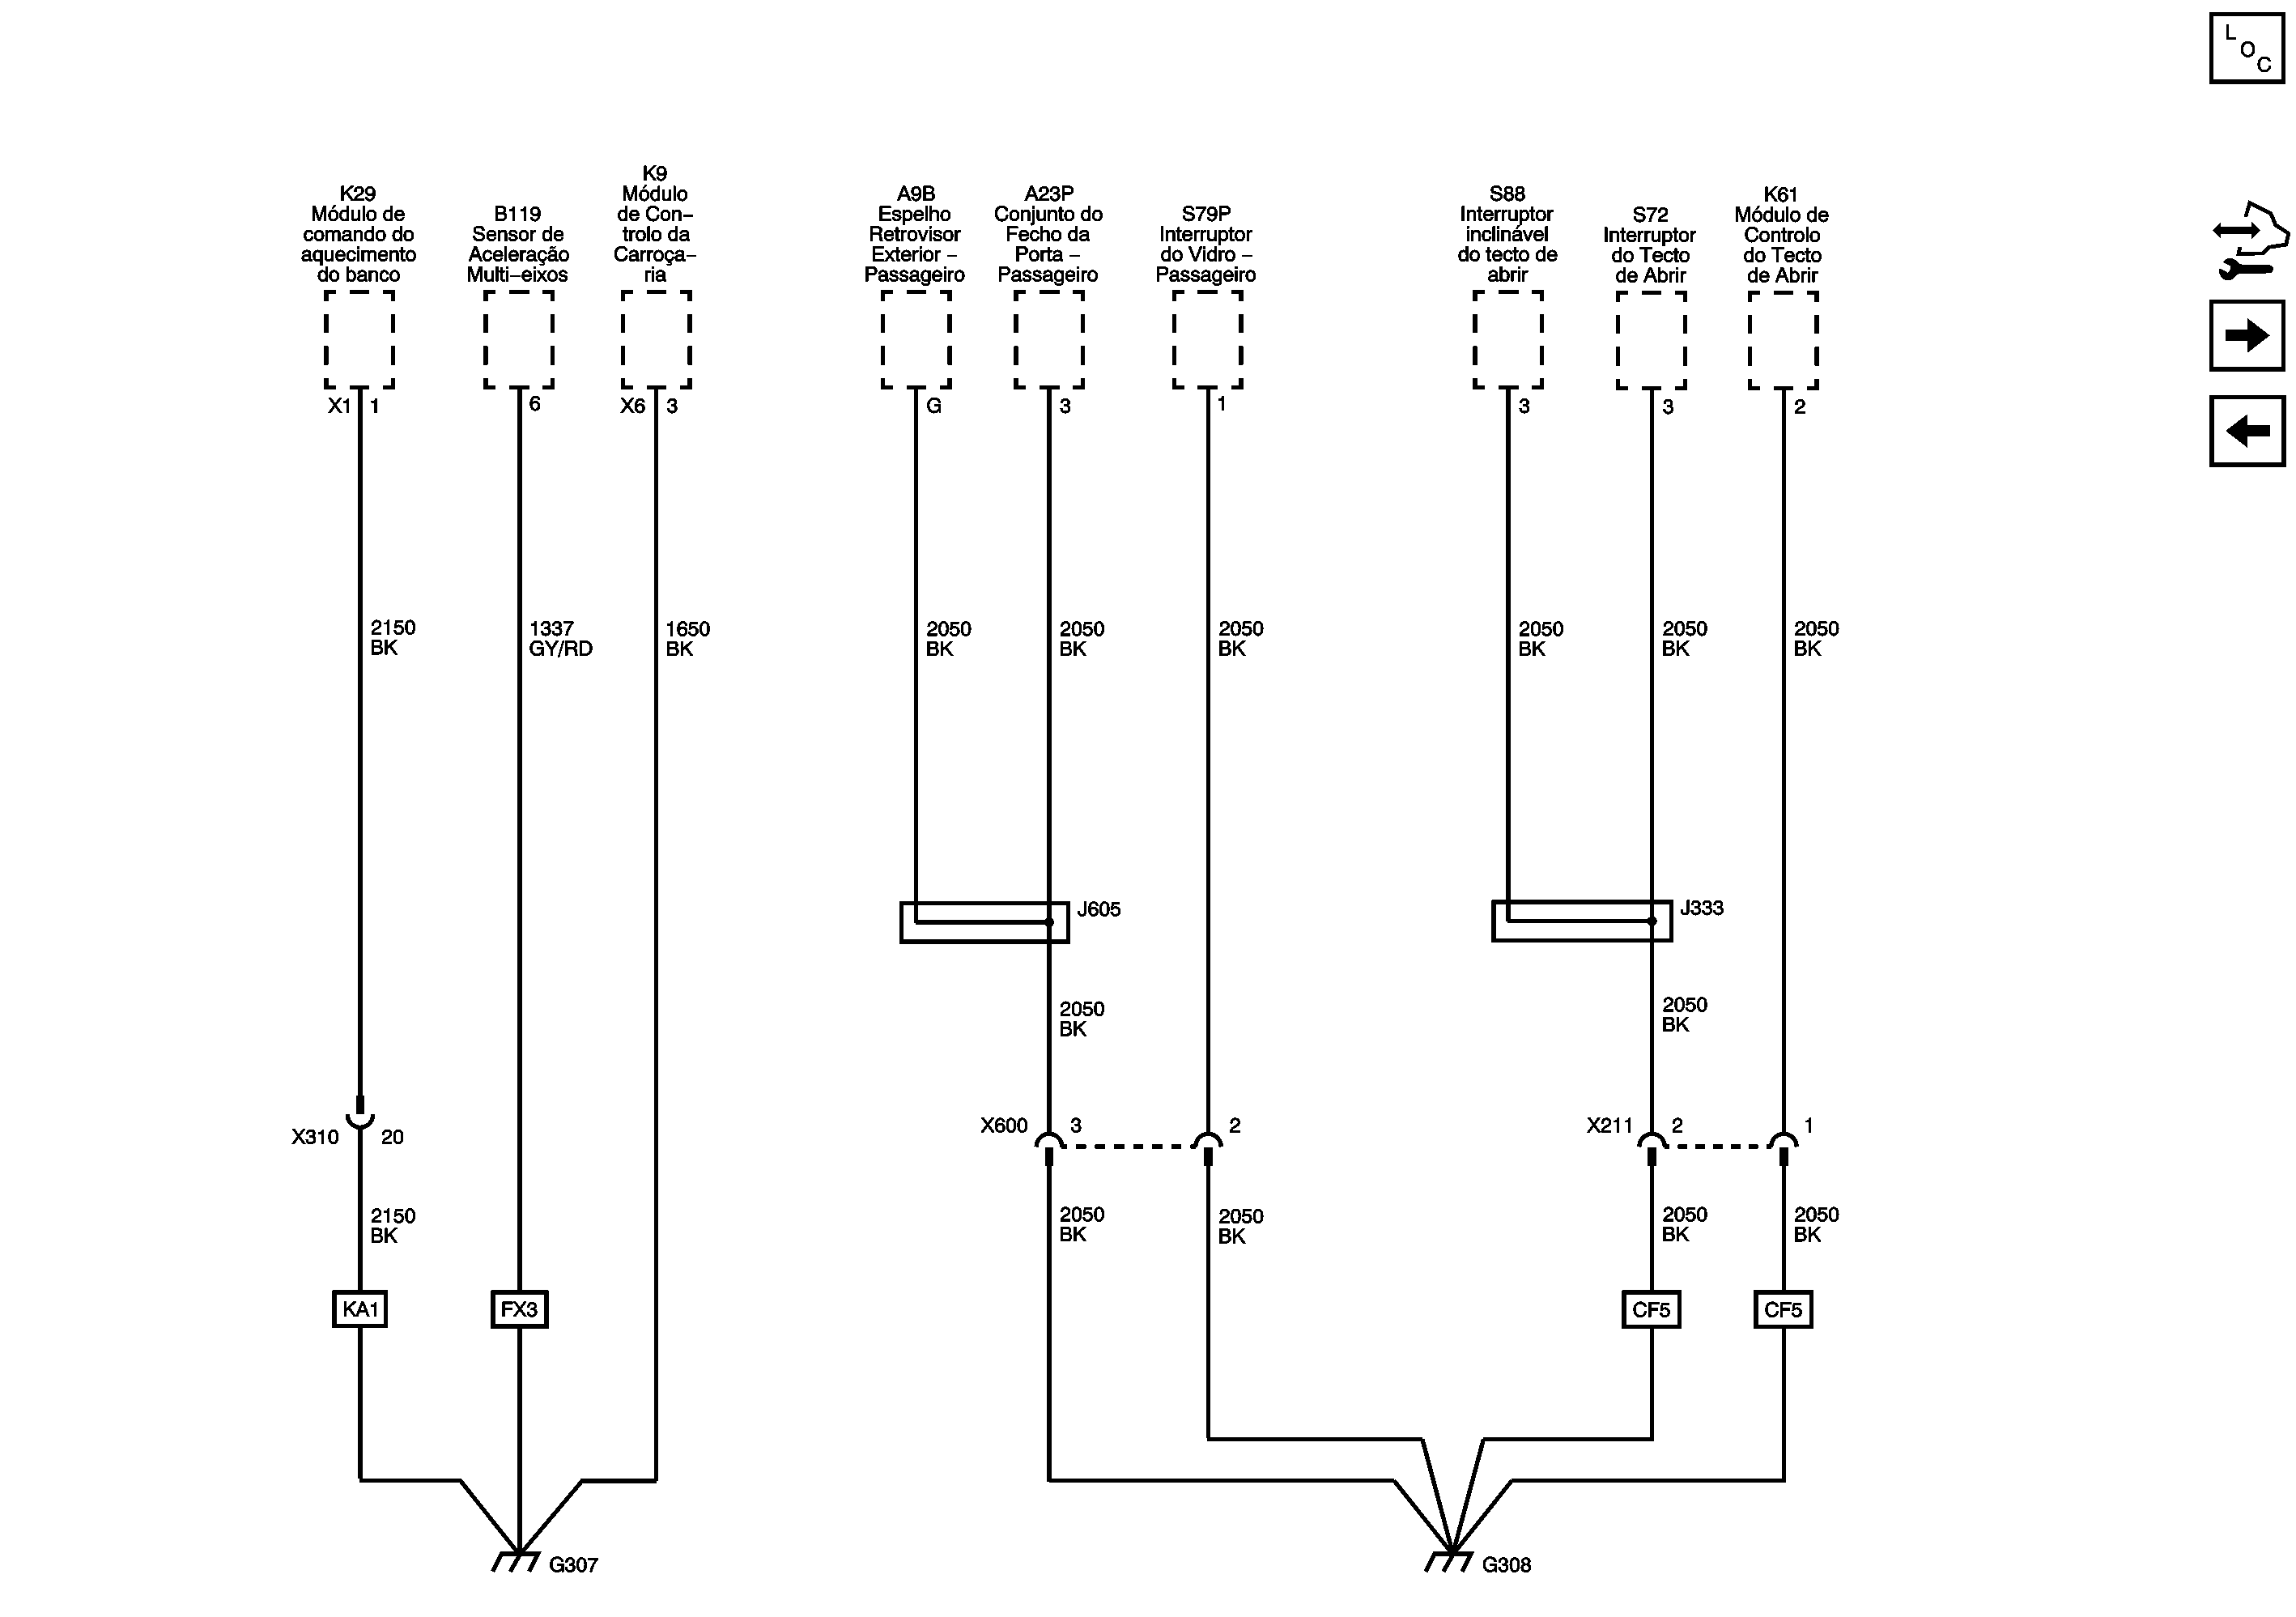 L
O
C
K29
Módulo de
comando do
aquecimento
do banco
B119
Sensor de
Aceleração
Multi-eixos
K9
Módulo
de Con-
trolo da
Carroça-
ria
A9B
Espelho
Retrovisor
Exterior -
Passageiro
A23P
Conjunto do
Fecho da
Porta -
Passageiro
S79P
Interruptor
do Vidro -
Passageiro
S88
Interruptor
inclinável
do tecto de
abrir
S72
Interruptor
do Tecto
de Abrir
K61
Módulo de
Controlo
do Tecto
de Abrir
X1 1
6
X6 3
G
3
1
3
3
2
2150
BK
1337
GY/RD
1650
BK
2050
BK
2050
BK
2050
BK
2050
BK
2050
BK
2050
BK
J605
J333
2050
BK
2050
BK
X310 20
X600 3
2
X211 2
1
2150
BK
2050
BK
2050
BK
2050
BK
2050
BK
KA1
FX3
CF5
CF5
G307
G308